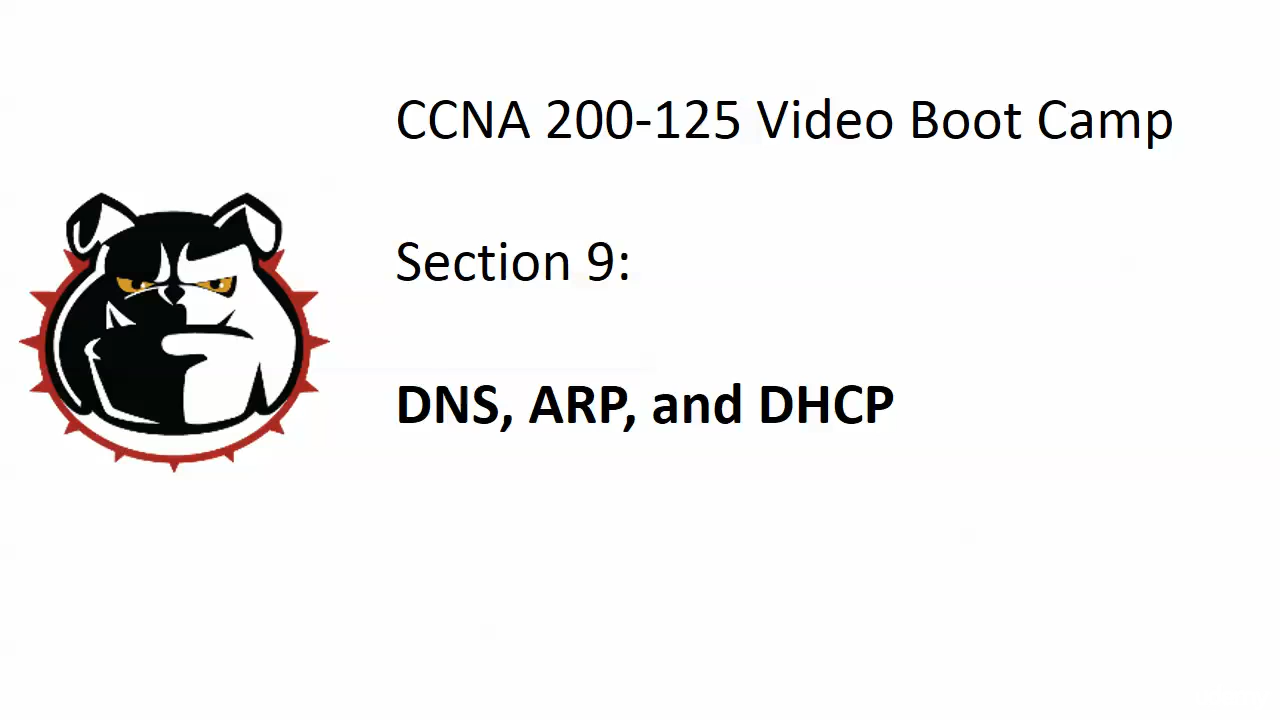 CCNA 200-125 Video Boot Camp
Section 9:
DNS, ARP, and DHCP